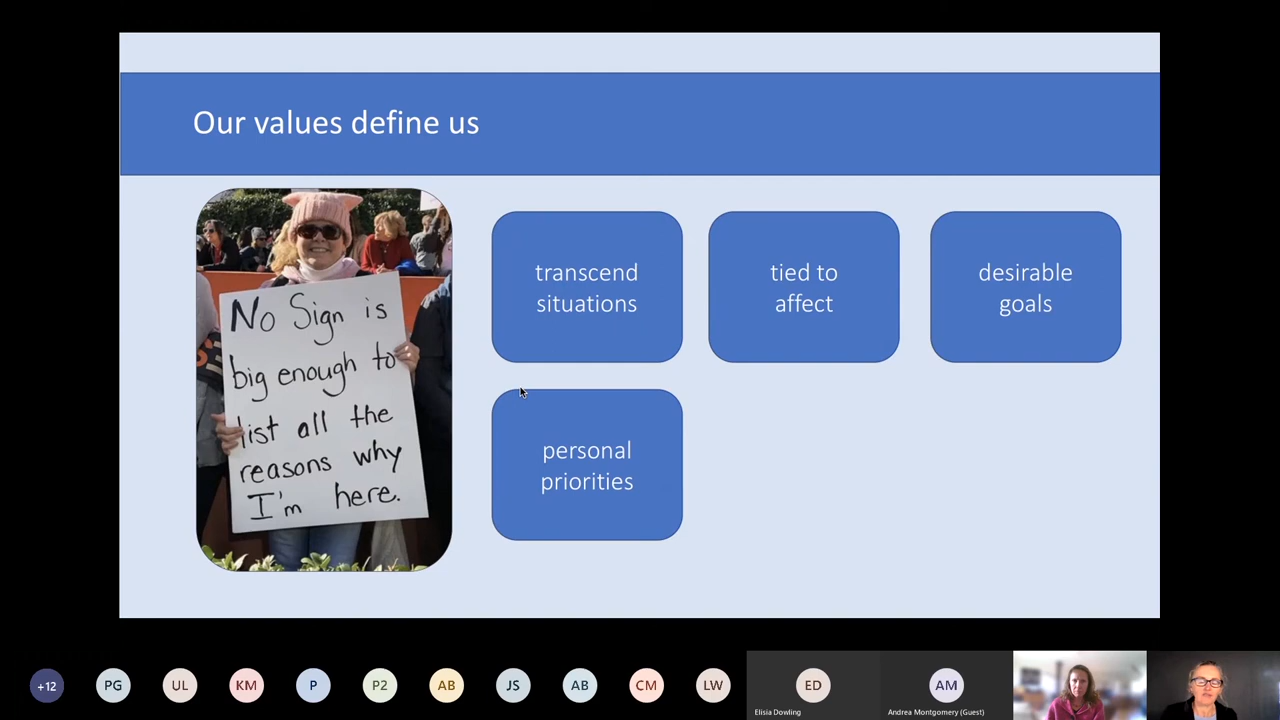 Our values define us
No Sign is
big enough to
list all the
reasons why
I'm here.
transcend
situations
tied to
affect
desirable
goals
personal
priorities
+12
PG
UL
KM
P
P2
AB
JS
AB
CM
LW
ED
Elisia Dowling
AM
Andrea Montgomery (Guest)